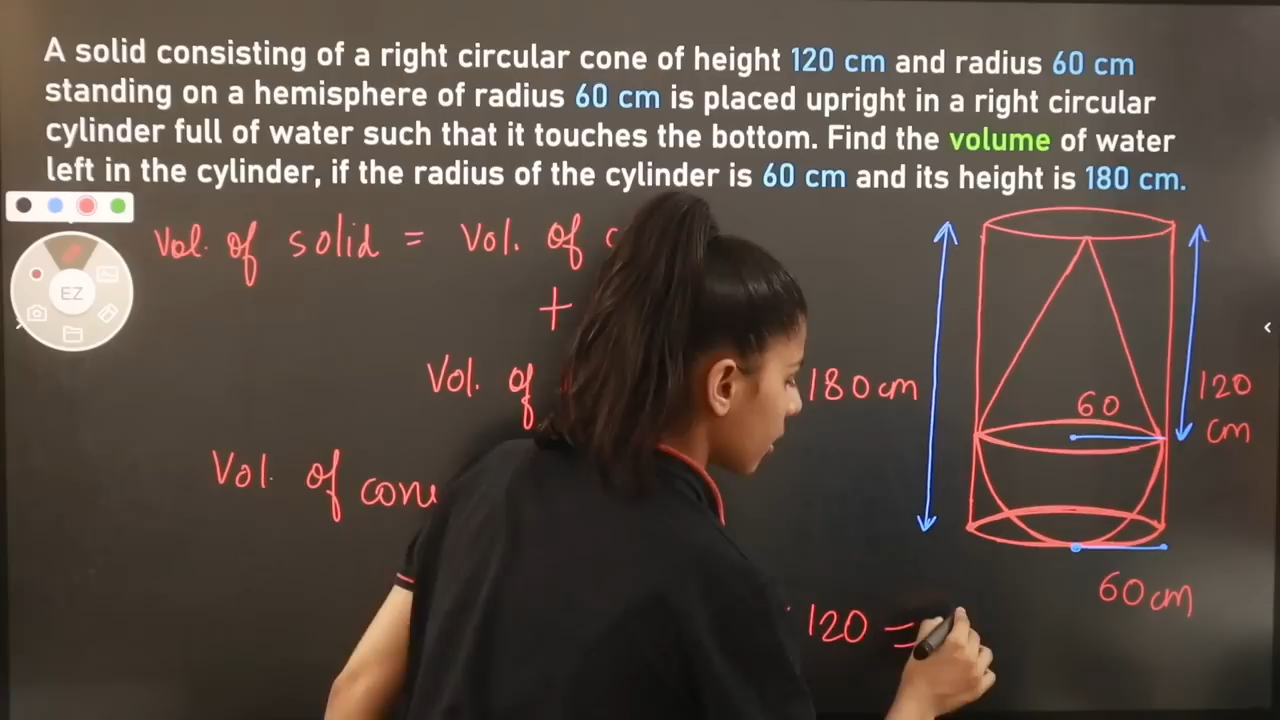 A solid consisting of a right circular cone of height 120 cm and radius 60 cm
standing on a hemisphere of radius 60 cm is placed upright in a right circular
cylinder full of water such that it touches the bottom. Find the volume of water
left in the cylinder, if the radius of the cylinder is 60 cm and its height is 180 cm.
EZ
Vol. of solid = Vol. of
+
Vol. of
Vol. of cone
120 =
180 cm
60
120
cm
60 cm